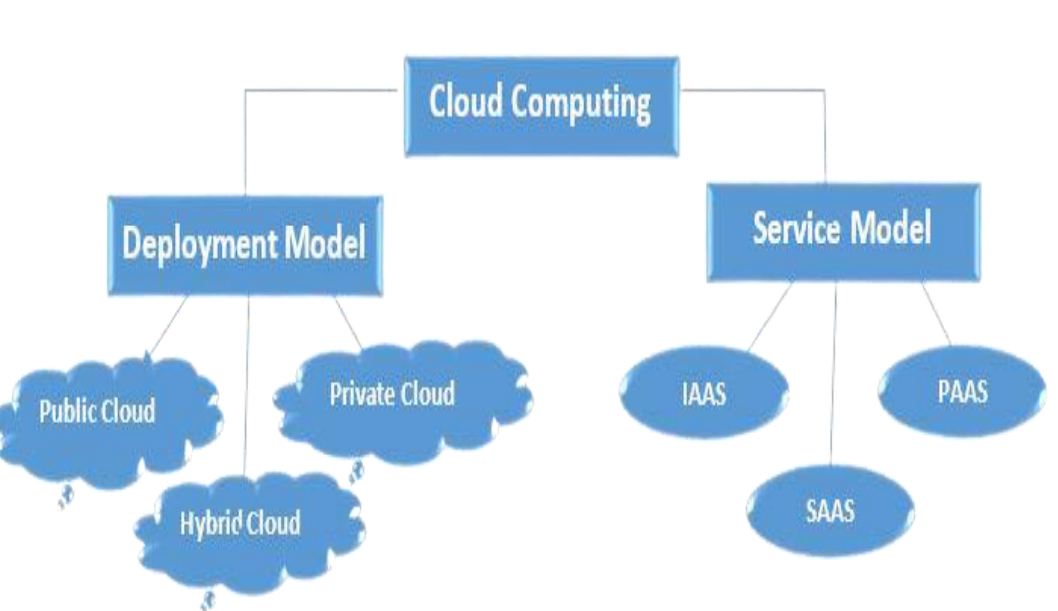 Cloud Computing
Deployment Model
Service Model
Public Cloud
Private Cloud
Hybrid Cloud
IAAS
PAAS
SAAS